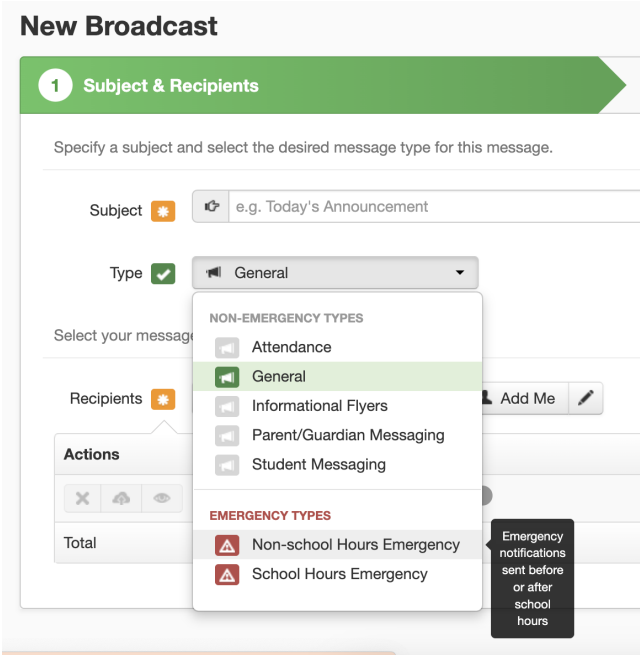 New Broadcast
1 Subject & Recipients
Specify a subject and select the desired message type for this message.
Subject e.g. Today's Announcement
Type General
NON-EMERGENCY TYPES
Select your message
Attendance
General
Recipients Add Me
Informational Flyers
Parent/Guardian Messaging
Actions
Student Messaging
EMERGENCY TYPES
Total
Non-school Hours Emergency
School Hours Emergency
Emergency
notifications
sent before
or after
school
hours